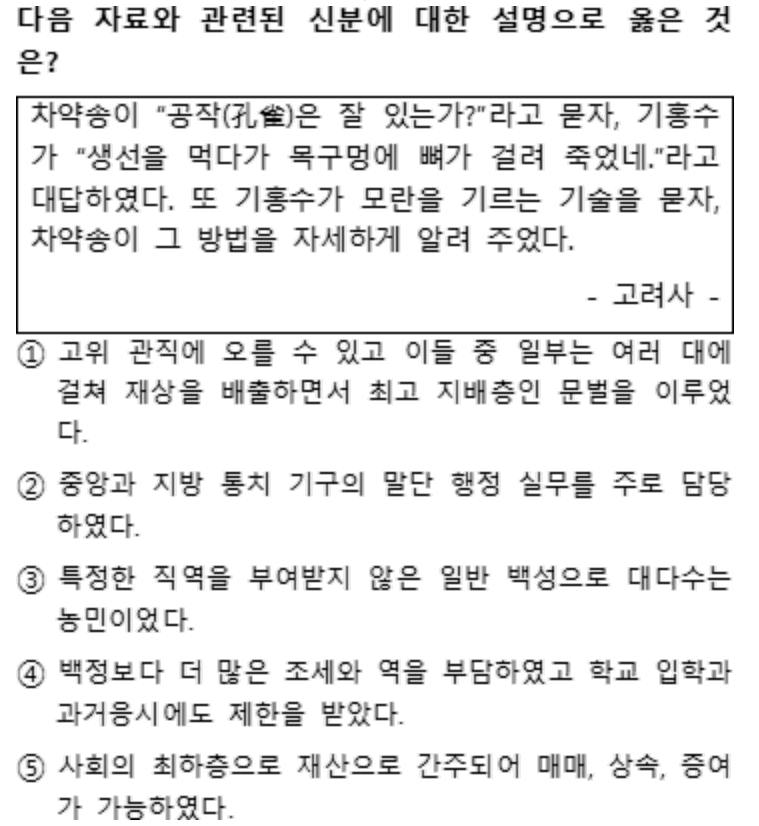 다음 자료와 관련된 신분에 대한 설명으로 옳은 것
은?
차약송이 "공작(孔雀)은 잘 있는가?"라고 묻자, 기홍수
가 "생선을 먹다가 목구멍에 뼈가 걸려 죽었네."라고
대답하였다. 또 기홍수가 모란을 기르는 기술을 묻자,
차약송이 그 방법을 자세하게 알려 주었다.
- 고려사 -
① 고위 관직에 오를 수 있고 이들 중 일부는 여러 대에
걸쳐 재상을 배출하면서 최고 지배층인 문벌을 이루었
다.
② 중앙과 지방 통치 기구의 말단 행정 실무를 주로 담당
하였다.
③ 특정한 직역을 부여받지 않은 일반 백성으로 대다수는
농민이었다.
④ 백정보다 더 많은 조세와 역을 부담하였고 학교 입학과
과거응시에도 제한을 받았다.
⑤ 사회의 최하층으로 재산으로 간주되어 매매, 상속, 증여
가 가능하였다.